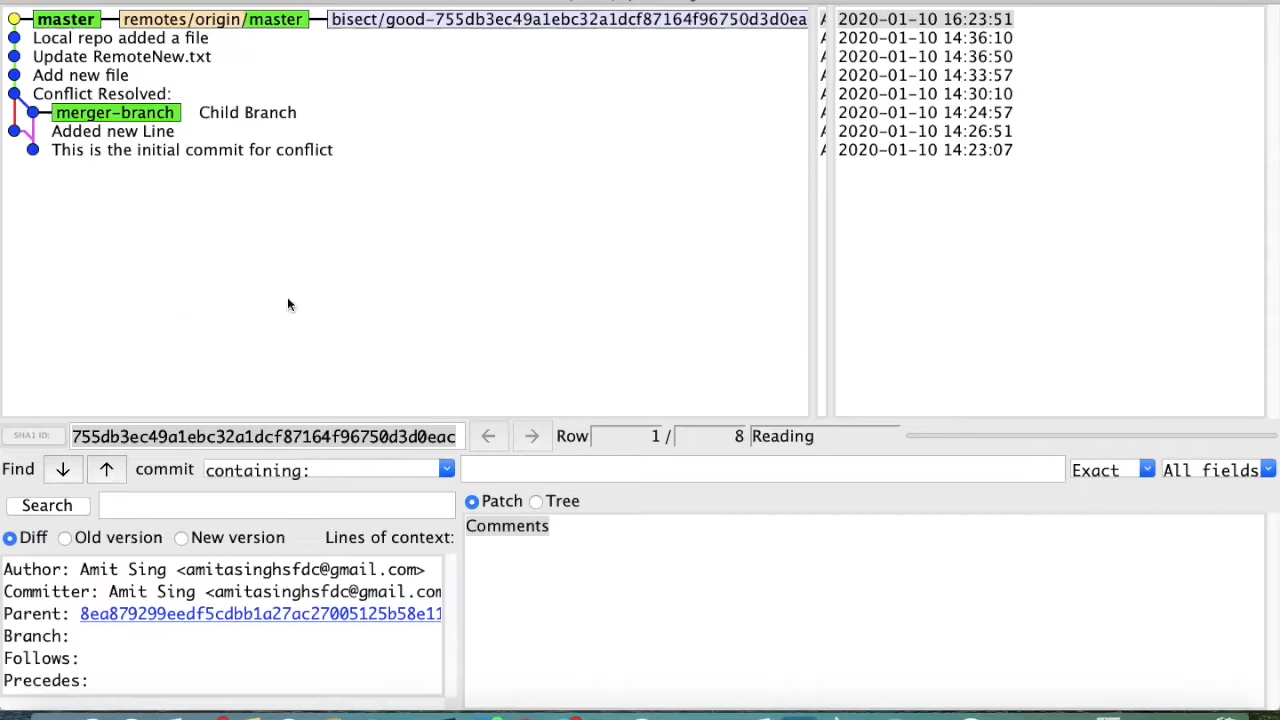 master remotes/origin/master bisect/good-755db3ec49a1ebc32a1dcf87164f96750d3d0ea 2020-01-10 16:23:51
Local repo added a file 2020-01-10 14:36:10
Update RemoteNew.txt 2020-01-10 14:36:50
Add new file 2020-01-10 14:33:57
Conflict Resolved: 2020-01-10 14:30:10
merger-branch Child Branch 2020-01-10 14:24:57
Added new Line 2020-01-10 14:26:51
This is the initial commit for conflict 2020-01-10 14:23:07
SHA1 ID: 755db3ec49a1ebc32a1dcf87164f96750d3d0eac Row 1 / 8 Reading
Find commit containing: Exact All fields
Search
Patch Tree
Comments
Diff Old version New version Lines of context:
Author: Amit Sing <amitasinghsfdc@gmail.com>
Committer: Amit Sing <amitasinghsfdc@gmail.com
Parent: 8ea879299eedf5cdbb1a27ac27005125b58e11
Branch:
Follows:
Precedes: